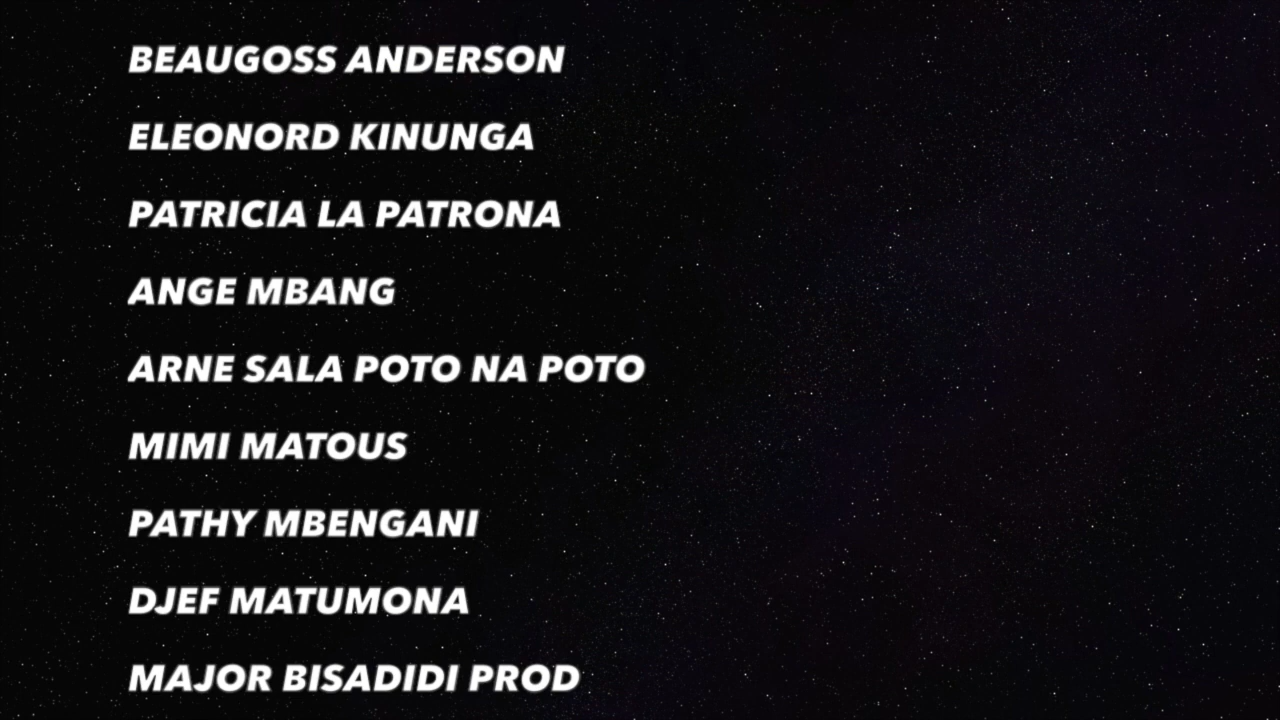 BEAUGOSS ANDERSON
ELEONORD KINUNGA
PATRICIA LA PATRONA
ANGE MBANG
ARNE SALA POTO NA POTO
MIMI MATOUS
PATHY MBENGANI
DJEF MATUMONA
MAJOR BISADIDI PROD